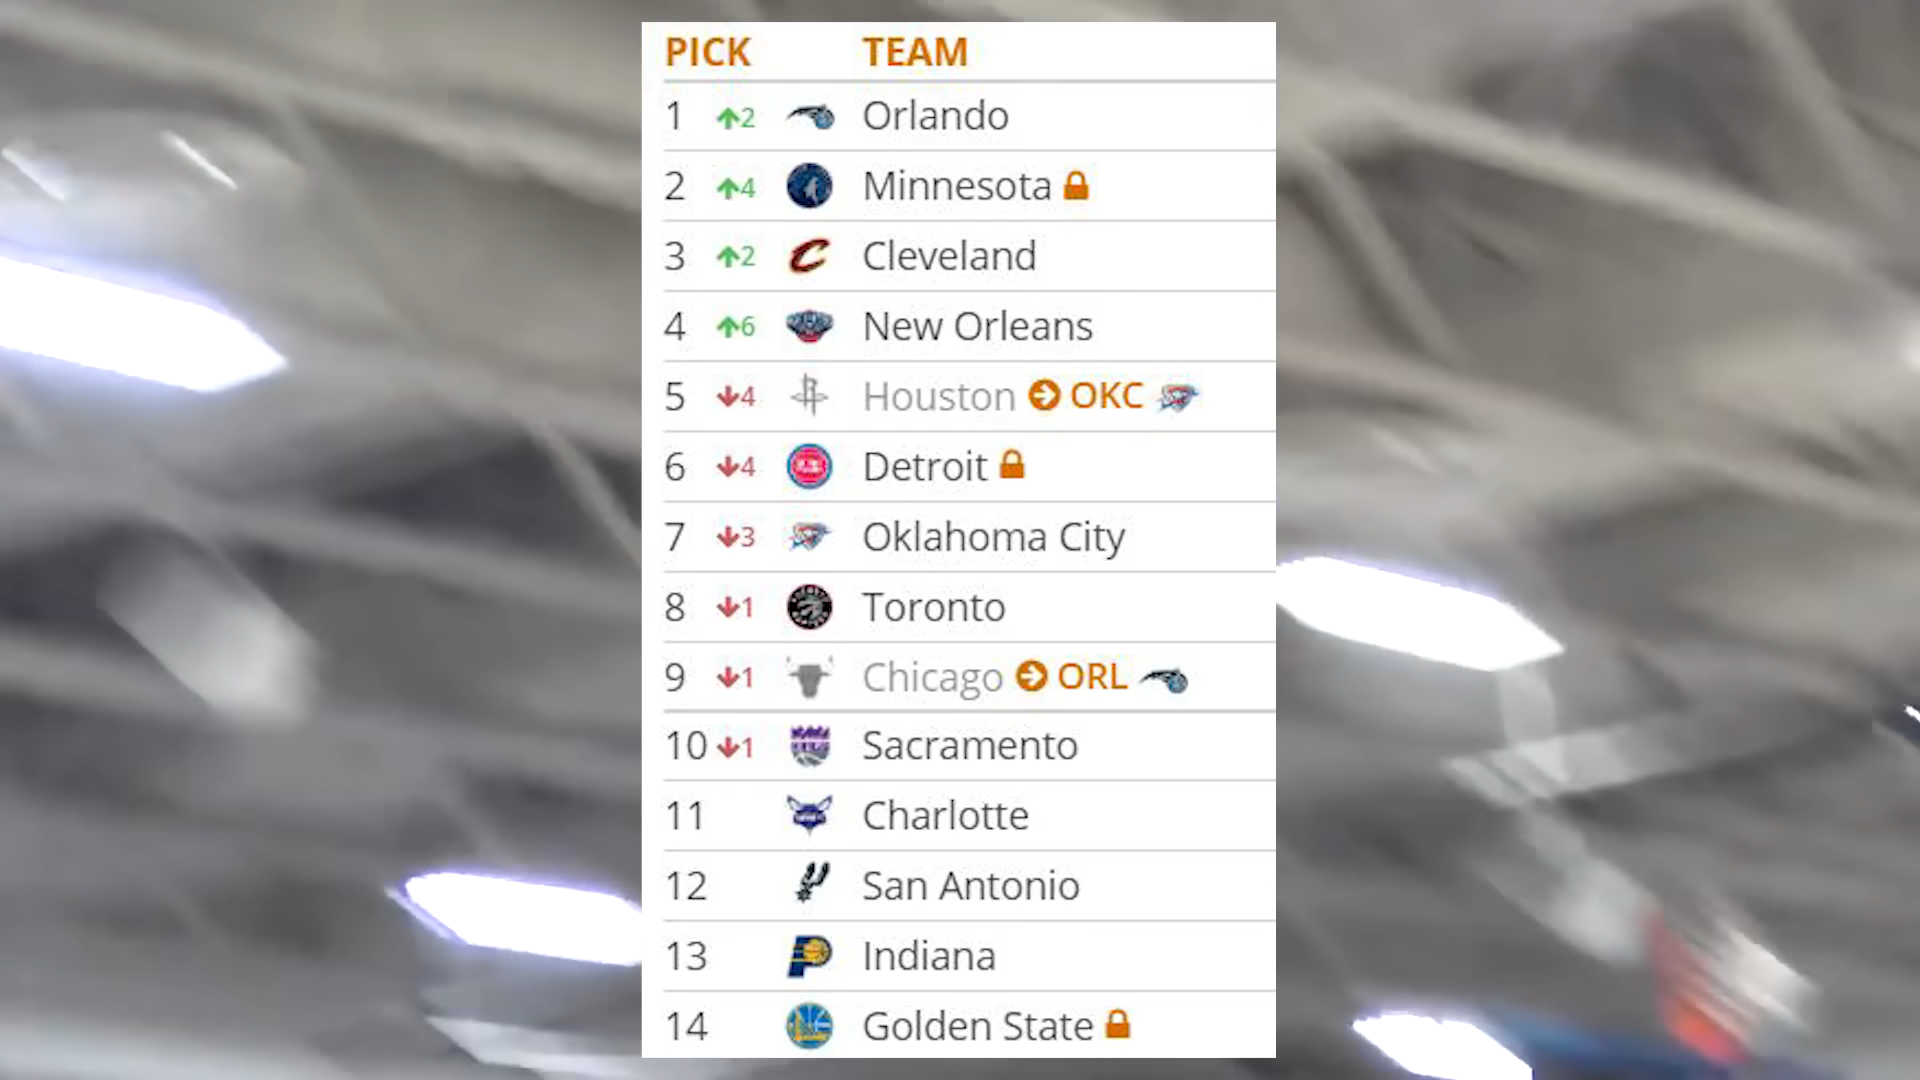 PICK TEAM
1 2 Orlando
2 4 Minnesota
3 2 Cleveland
4 6 New Orleans
5 4 Houston OKC
6 4 Detroit
7 3 Oklahoma City
8 1 Toronto
9 1 Chicago ORL
10 1 Sacramento
11 Charlotte
12 San Antonio
13 Indiana
14 Golden State